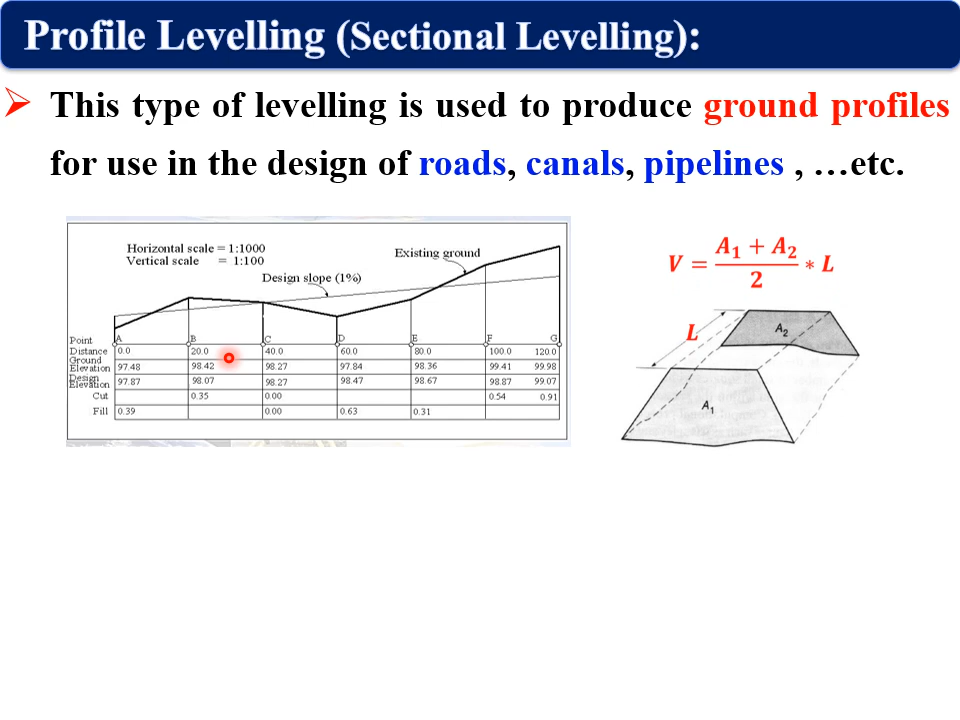 Profile Levelling (Sectional Levelling):
➢ This type of levelling is used to produce ground profiles
for use in the design of roads, canals, pipelines , …etc.
Horizontal scale = 1:1000
Vertical scale = 1:100
Existing ground
Design slope (1%)
Point A B C D E F G
Distance 0.0 20.0 40.0 60.0 80.0 100.0 120.0
Ground Elevation 97.48 98.42 98.27 97.84 98.36 99.41 99.98
Design Elevation 97.87 98.07 98.27 98.47 98.67 98.87 99.07
Cut 0.35 0.00 0.54 0.91
Fill 0.39 0.00 0.63 0.31
V = (A₁ + A₂)/2 * L
L
A₂
A₁